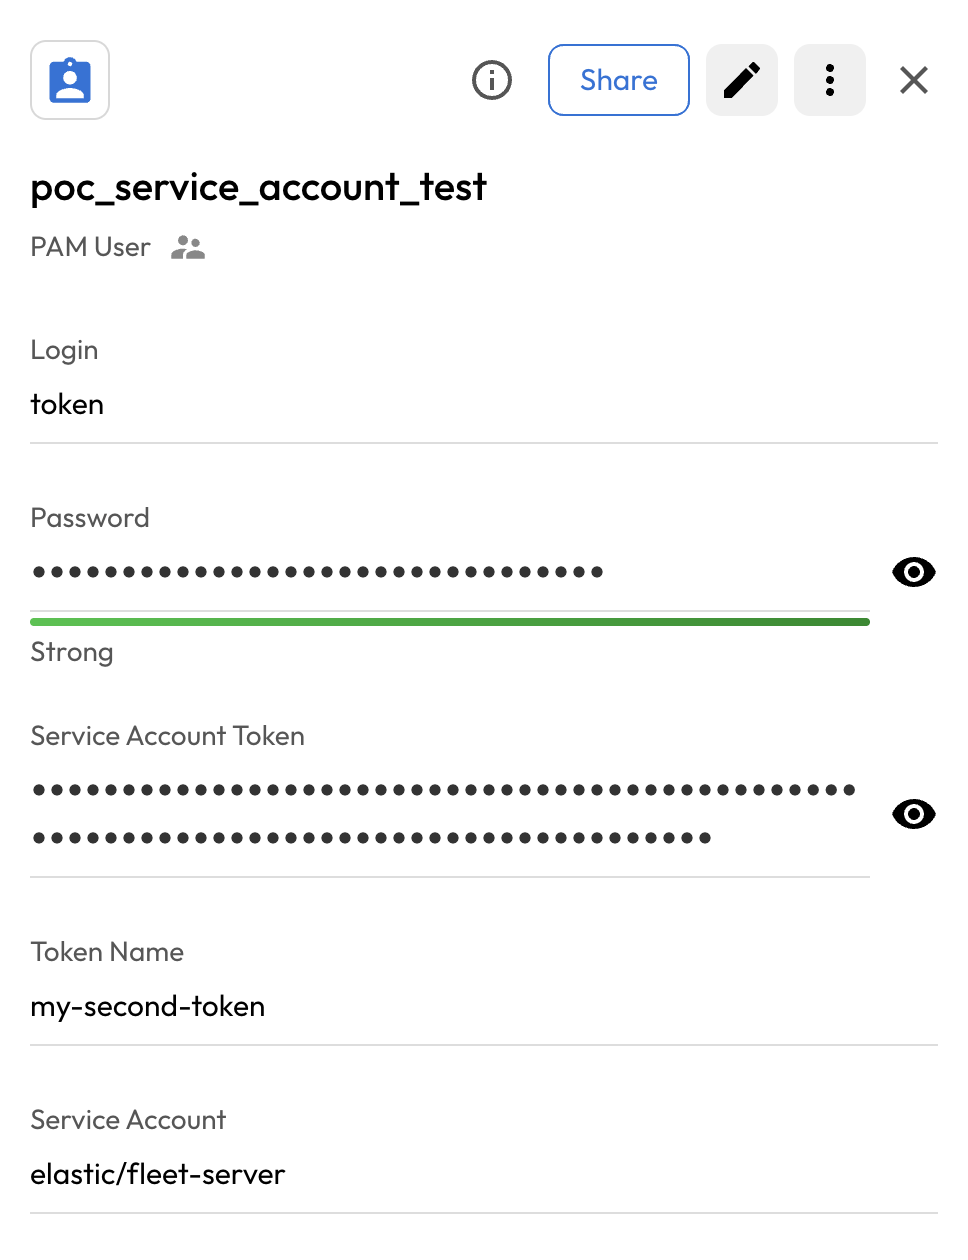 Share
poc_service_account_test
PAM User
Login
token
Password
••••••••••••••••••••••••••••••••
Strong
Service Account Token
••••••••••••••••••••••••••••••••••••••••••••••
••••••••••••••••••••••••••••••••••••••
Token Name
my-second-token
Service Account
elastic/fleet-server